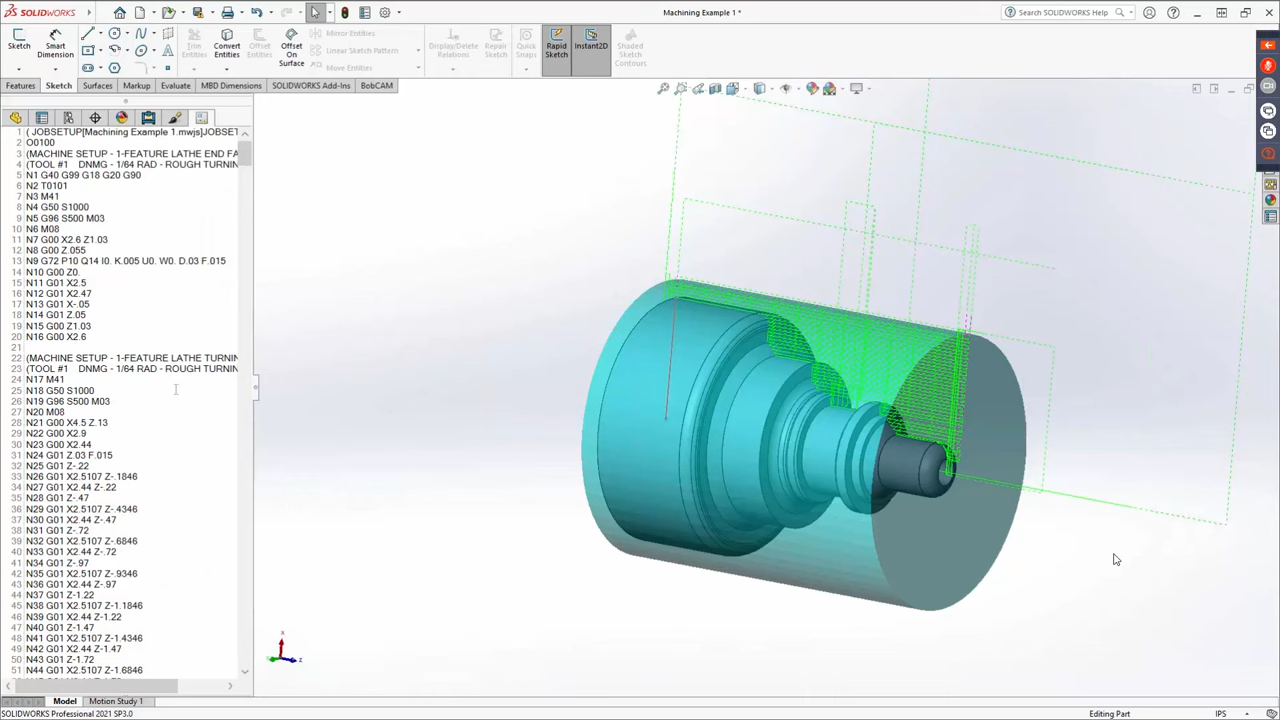 SOLIDWORKS
Machining Example 1 *
Search SOLIDWORKS Help
Sketch
Smart Dimension
Trim Entities
Convert Entities
Offset Entities
Offset On Surface
Mirror Entities
Linear Sketch Pattern
Move Entities
Display/Delete Relations
Repair Sketch
Quick Snaps
Rapid Sketch
Instant2D
Shaded Sketch Contours
Features
Sketch
Surfaces
Markup
Evaluate
MBD Dimensions
SOLIDWORKS Add-Ins
BobCAM
1 ( JOBSETUP[Machining Example 1.mwjs]JOBSET
2 O0100
3 (MACHINE SETUP - 1-FEATURE LATHE END FA
4 (TOOL #1 DNMG - 1/64 RAD - ROUGH TURNIN
5 N1 G40 G99 G18 G20 G90
6 N2 T0101
7 N3 M41
8 N4 G50 S1000
9 N5 G96 S500 M03
10 N6 M08
11 N7 G00 X2.6 Z1.03
12 N8 G00 Z.055
13 N9 G72 P10 Q14 I0. K.005 U0. W0. D.03 F.015
14 N10 G00 Z0.
15 N11 G01 X2.5
16 N12 G01 X2.47
17 N13 G01 X-.05
18 N14 G01 Z.05
19 N15 G00 Z1.03
20 N16 G00 X2.6
21
22 (MACHINE SETUP - 1-FEATURE LATHE TURNIN
23 (TOOL #1 DNMG - 1/64 RAD - ROUGH TURNIN
24 N17 M41
25 N18 G50 S1000
26 N19 G96 S500 M03
27 N20 M08
28 N21 G00 X4.5 Z.13
29 N22 G00 X2.9
30 N23 G00 X2.44
31 N24 G01 Z.03 F.015
32 N25 G01 Z-.22
33 N26 G01 X2.5107 Z-.1846
34 N27 G01 X2.44 Z-.22
35 N28 G01 Z-.47
36 N29 G01 X2.5107 Z-.4346
37 N30 G01 X2.44 Z-.47
38 N31 G01 Z-.72
39 N32 G01 X2.5107 Z-.6846
40 N33 G01 X2.44 Z-.72
41 N34 G01 Z-.97
42 N35 G01 X2.5107 Z-.9346
43 N36 G01 X2.44 Z-.97
44 N37 G01 Z-1.22
45 N38 G01 X2.5107 Z-1.1846
46 N39 G01 X2.44 Z-1.22
47 N40 G01 Z-1.47
48 N41 G01 X2.5107 Z-1.4346
49 N42 G01 X2.44 Z-1.47
50 N43 G01 Z-1.72
51 N44 G01 X2.5107 Z-1.6846
X
Z
Model
Motion Study 1
SOLIDWORKS Professional 2021 SP3.0
Editing Part
IPS